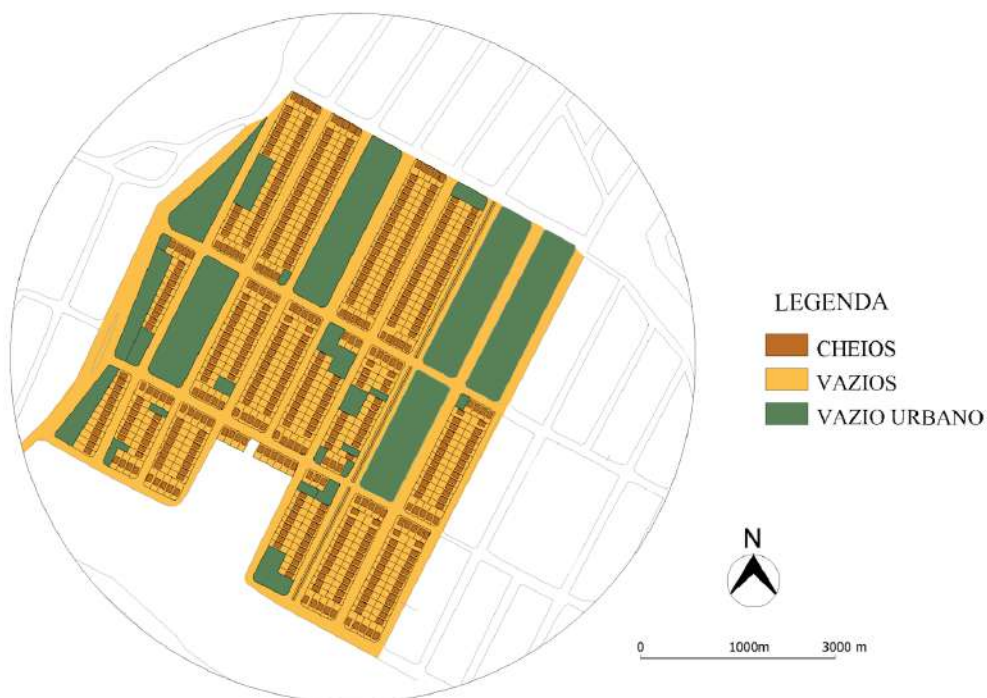 LEGENDA
CHEIOS
VAZIOS
VAZIO URBANO
N
0 1000m 3000 m